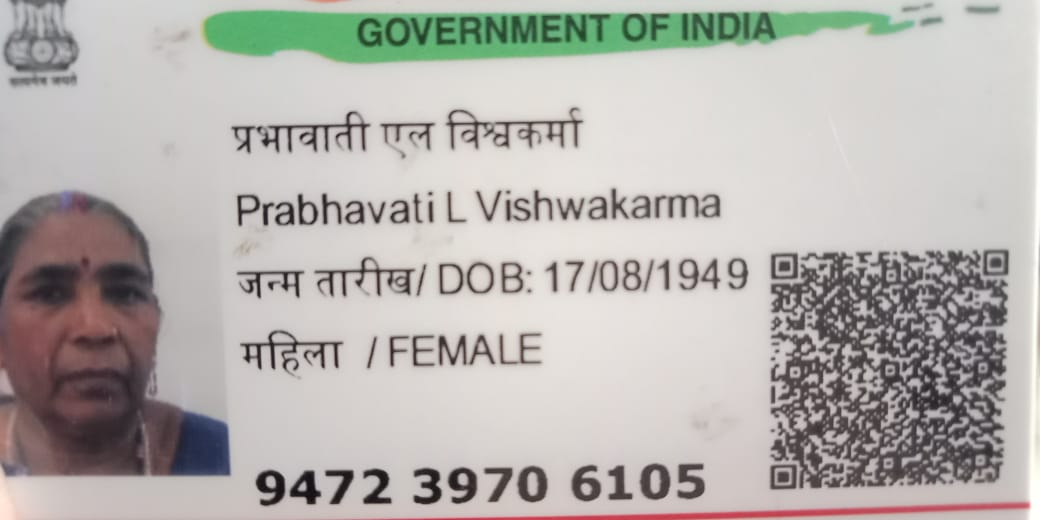 सत्यमेव जयते
GOVERNMENT OF INDIA
प्रभावाती एल विश्वकर्मा
Prabhavati L Vishwakarma
जन्म तारीख/ DOB: 17/08/1949
महिला / FEMALE
9472 3970 6105